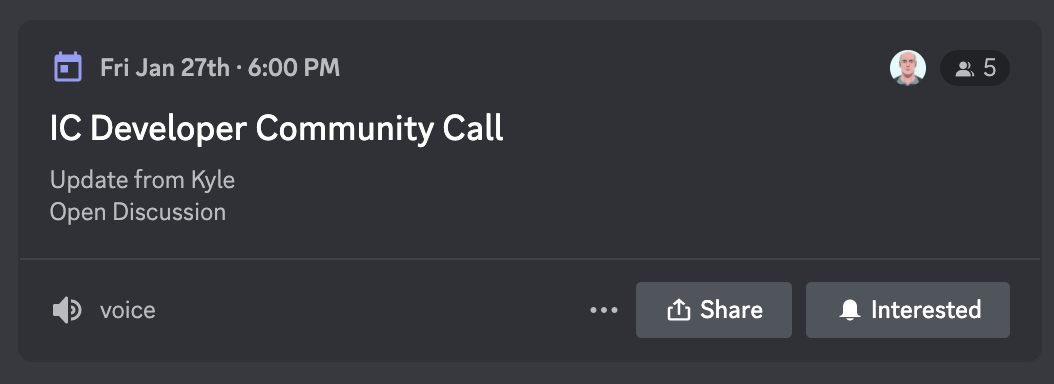 Fri Jan 27th · 6:00 PM
5
IC Developer Community Call
Update from Kyle
Open Discussion
voice
Share
Interested